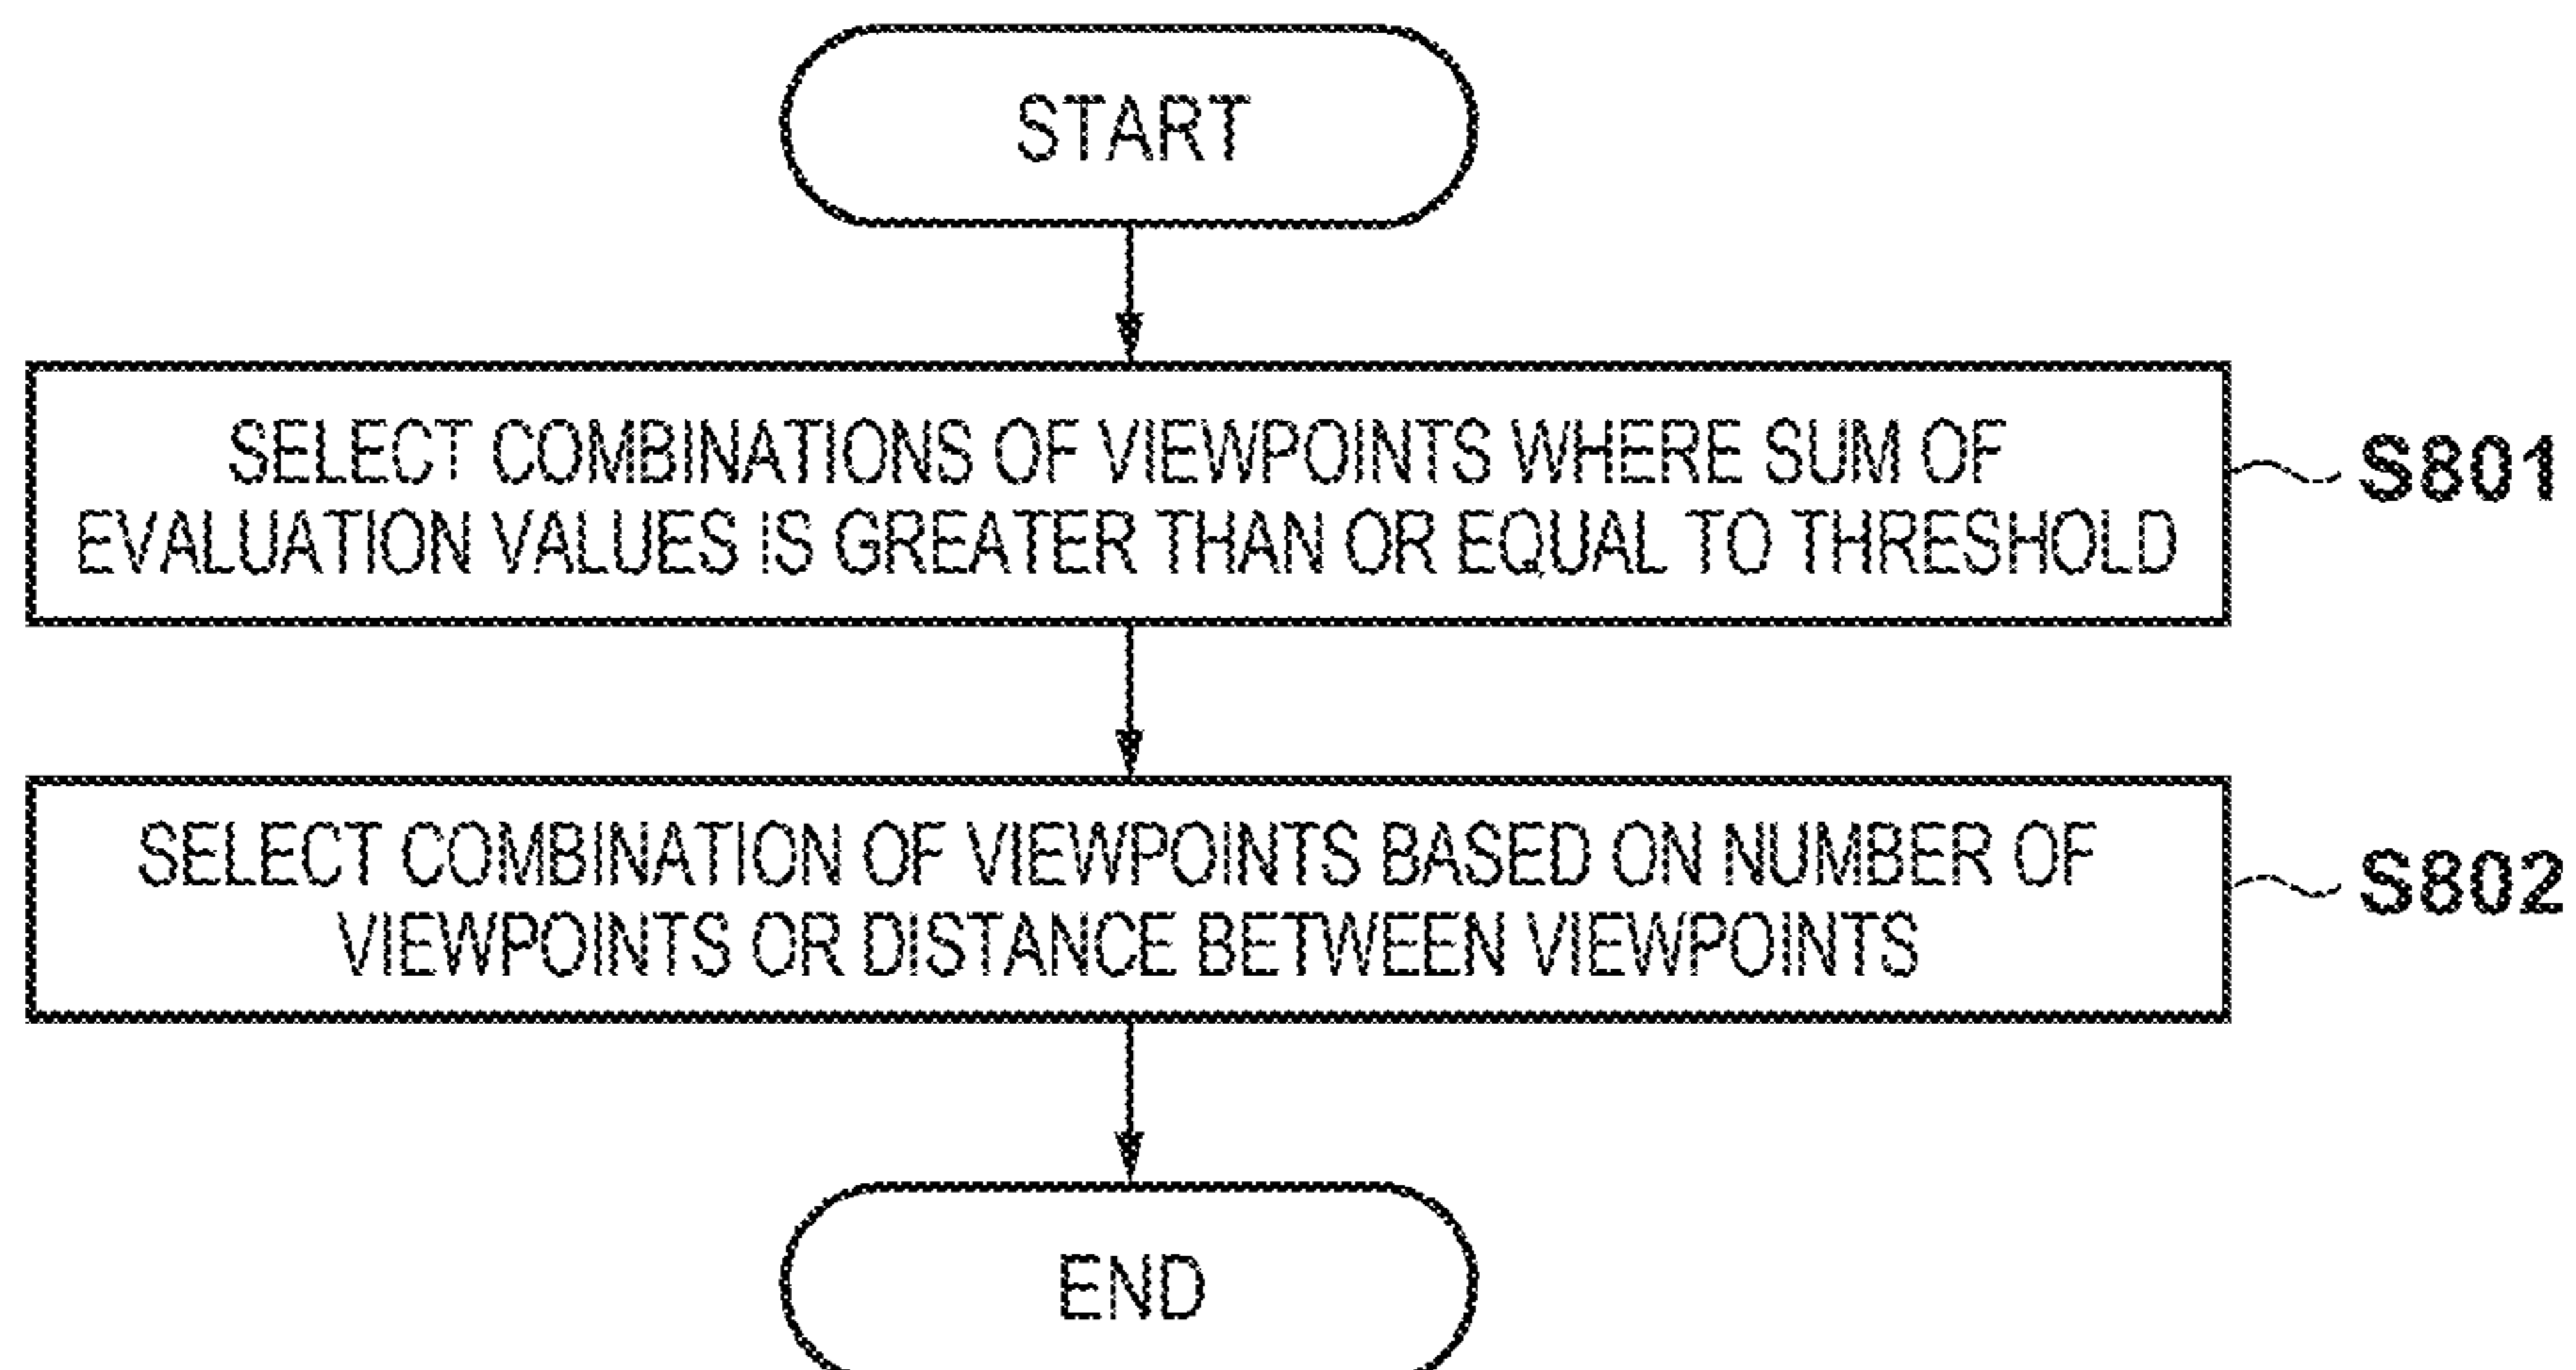 START
SELECT COMBINATIONS OF VIEWPOINTS WHERE SUM OF
EVALUATION VALUES IS GREATER THAN OR EQUAL TO THRESHOLD
S801
SELECT COMBINATION OF VIEWPOINTS BASED ON NUMBER OF
VIEWPOINTS OR DISTANCE BETWEEN VIEWPOINTS
S802
END